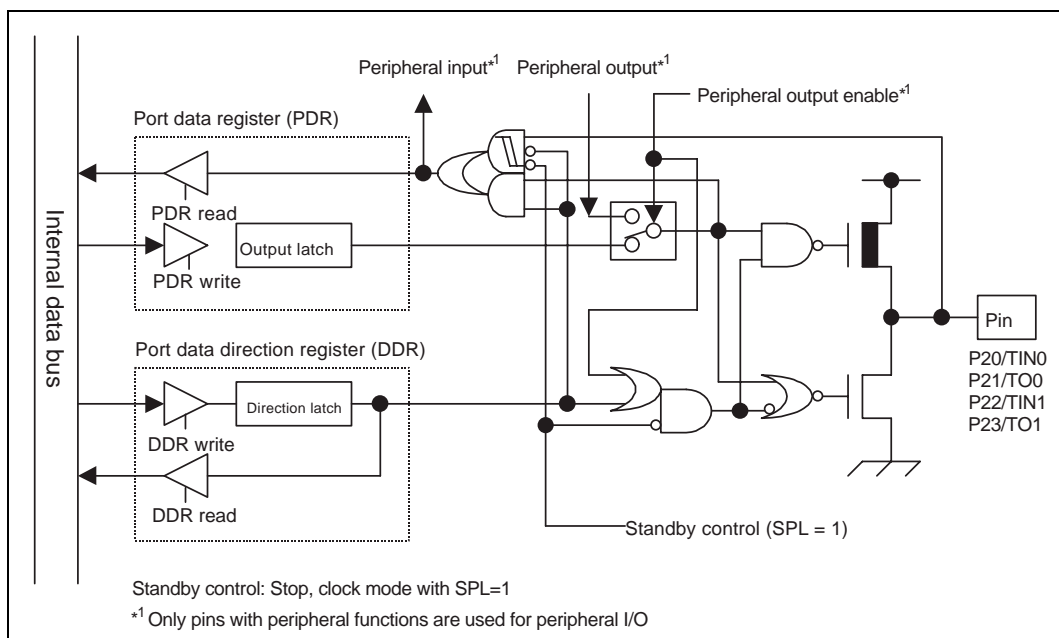 Peripheral input*1
Peripheral output*1
Peripheral output enable*1
Port data register (PDR)
PDR read
Output latch
PDR write
Internal data bus
Pin
P20/TIN0
P21/TO0
P22/TIN1
P23/TO1
Port data direction register (DDR)
Direction latch
DDR write
DDR read
Standby control (SPL = 1)
Standby control: Stop, clock mode with SPL=1
*1 Only pins with peripheral functions are used for peripheral I/O